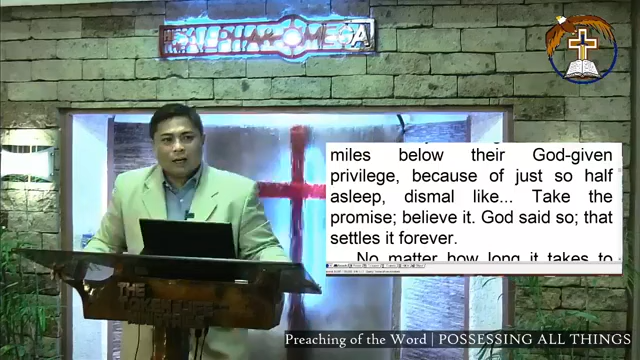 ALPHA OMEGA
miles below their God-given
privilege, because of just so half
asleep, dismal like... Take the
promise; believe it. God said so; that
settles it forever.
No matter how long it takes to
THE
Preaching of the Word | POSSESSING ALL THINGS